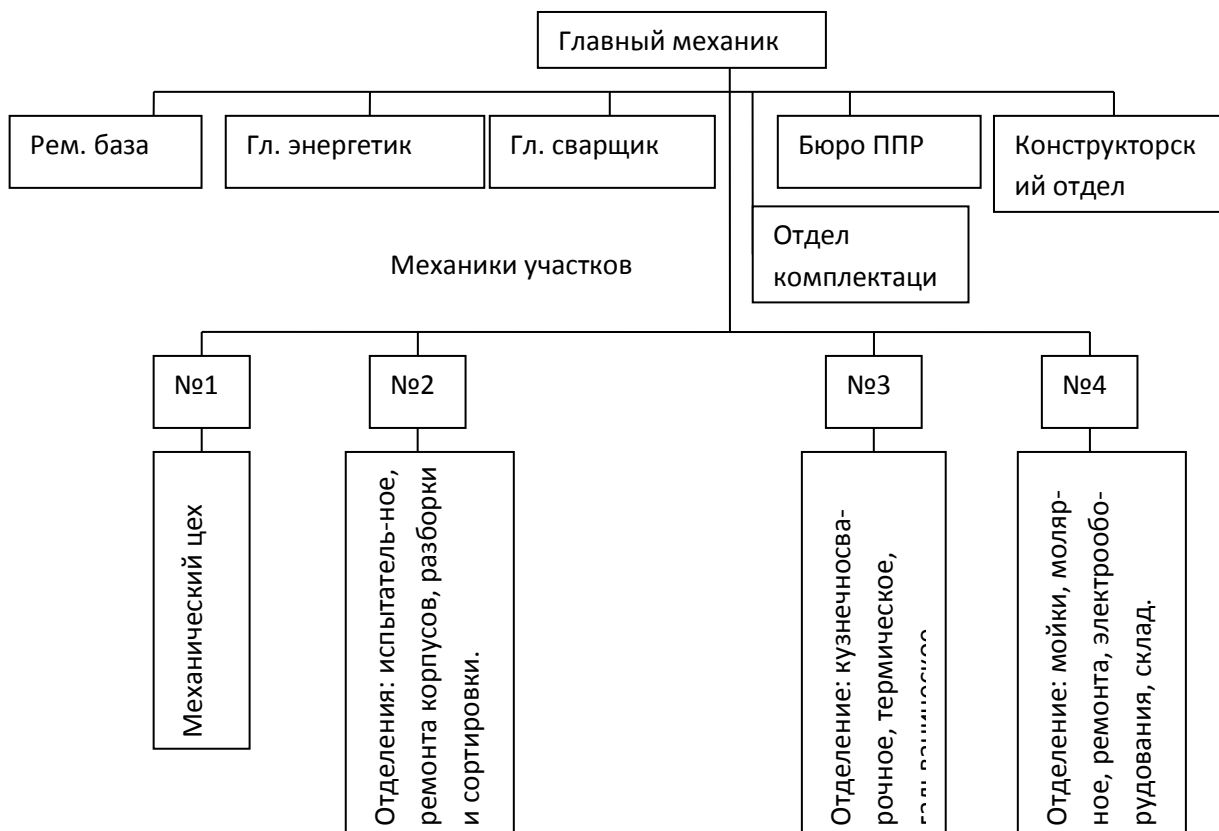 Главный механик
Рем. база
Гл. энергетик
Гл. сварщик
Бюро ППР
Конструкторск
ий отдел
Отдел
комплектаци
Механики участков
№1
№2
№3
№4
Механический цех
Отделения: испытатель-ное,
ремонта корпусов, разборки
и сортировки.
Отделение: кузнечносва-
рочное, термическое,
Отделение: мойки, моляр-
ное, ремонта, электрообо-
рудования, склад.